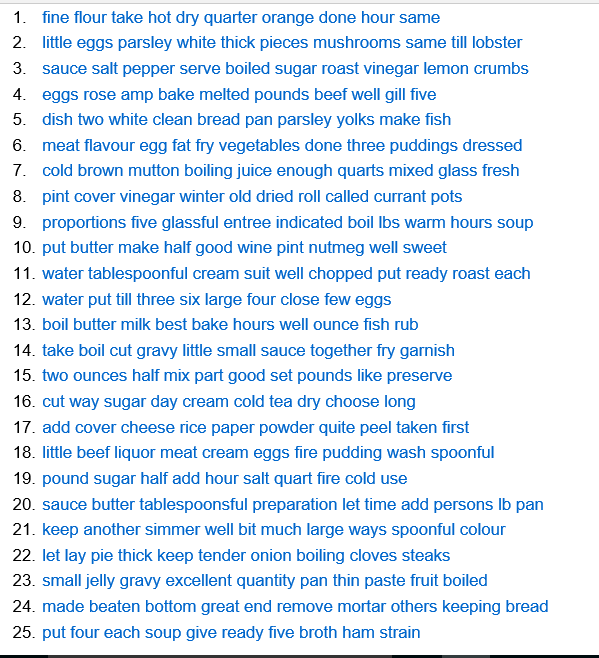 1. fine flour take hot dry quarter orange done hour same
2. little eggs parsley white thick pieces mushrooms same till lobster
3. sauce salt pepper serve boiled sugar roast vinegar lemon crumbs
4. eggs rose amp bake melted pounds beef well gill five
5. dish two white clean bread pan parsley yolks make fish
6. meat flavour egg fat fry vegetables done three puddings dressed
7. cold brown mutton boiling juice enough quarts mixed glass fresh
8. pint cover vinegar winter old dried roll called currant pots
9. proportions five glassful entree indicated boil lbs warm hours soup
10. put butter make half good wine pint nutmeg well sweet
11. water tablespoonful cream suit well chopped put ready roast each
12. water put till three six large four close few eggs
13. boil butter milk best bake hours well ounce fish rub
14. take boil cut gravy little small sauce together fry garnish
15. two ounces half mix part good set pounds like preserve
16. cut way sugar day cream cold tea dry choose long
17. add cover cheese rice paper powder quite peel taken first
18. little beef liquor meat cream eggs fire pudding wash spoonful
19. pound sugar half add hour salt quart fire cold use
20. sauce butter tablespoonsful preparation let time add persons lb pan
21. keep another simmer well bit much large ways spoonful colour
22. let lay pie thick keep tender onion boiling cloves steaks
23. small jelly gravy excellent quantity pan thin paste fruit boiled
24. made beaten bottom great end remove mortar others keeping bread
25. put four each soup give ready five broth ham strain